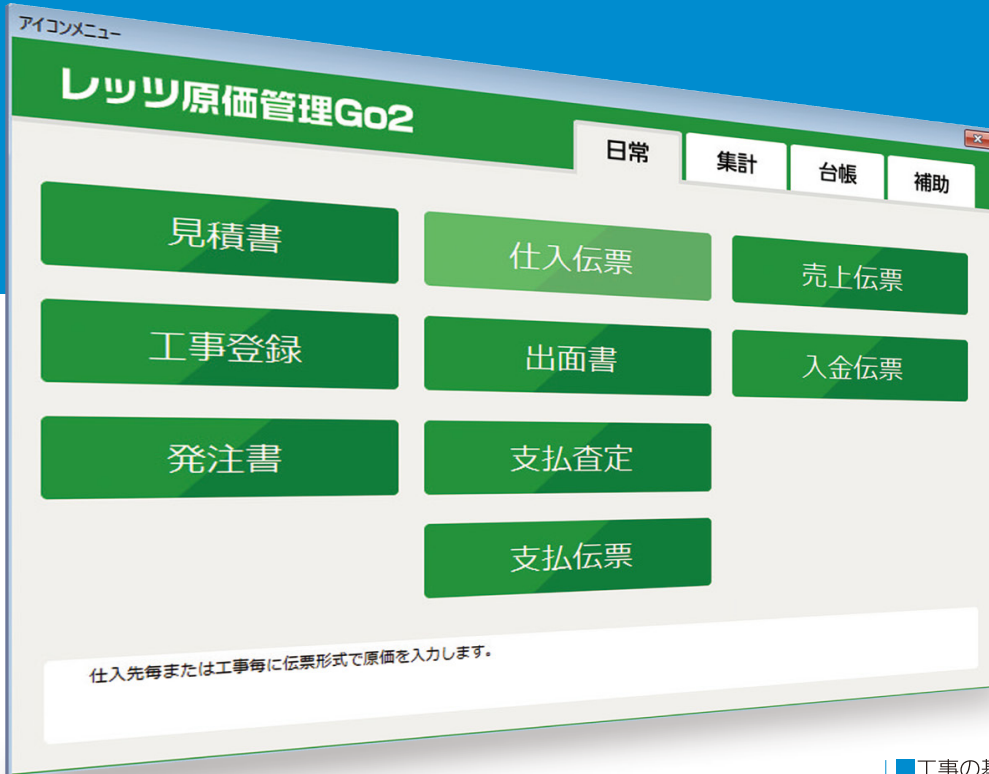 アイコンメニュー
レッツ原価管理Go2
日常
集計
台帳
補助
見積書
仕入伝票
売上伝票
工事登録
出面書
入金伝票
発注書
支払査定
支払伝票
仕入先毎または工事毎に伝票形式で原価を入力します。
■工事の